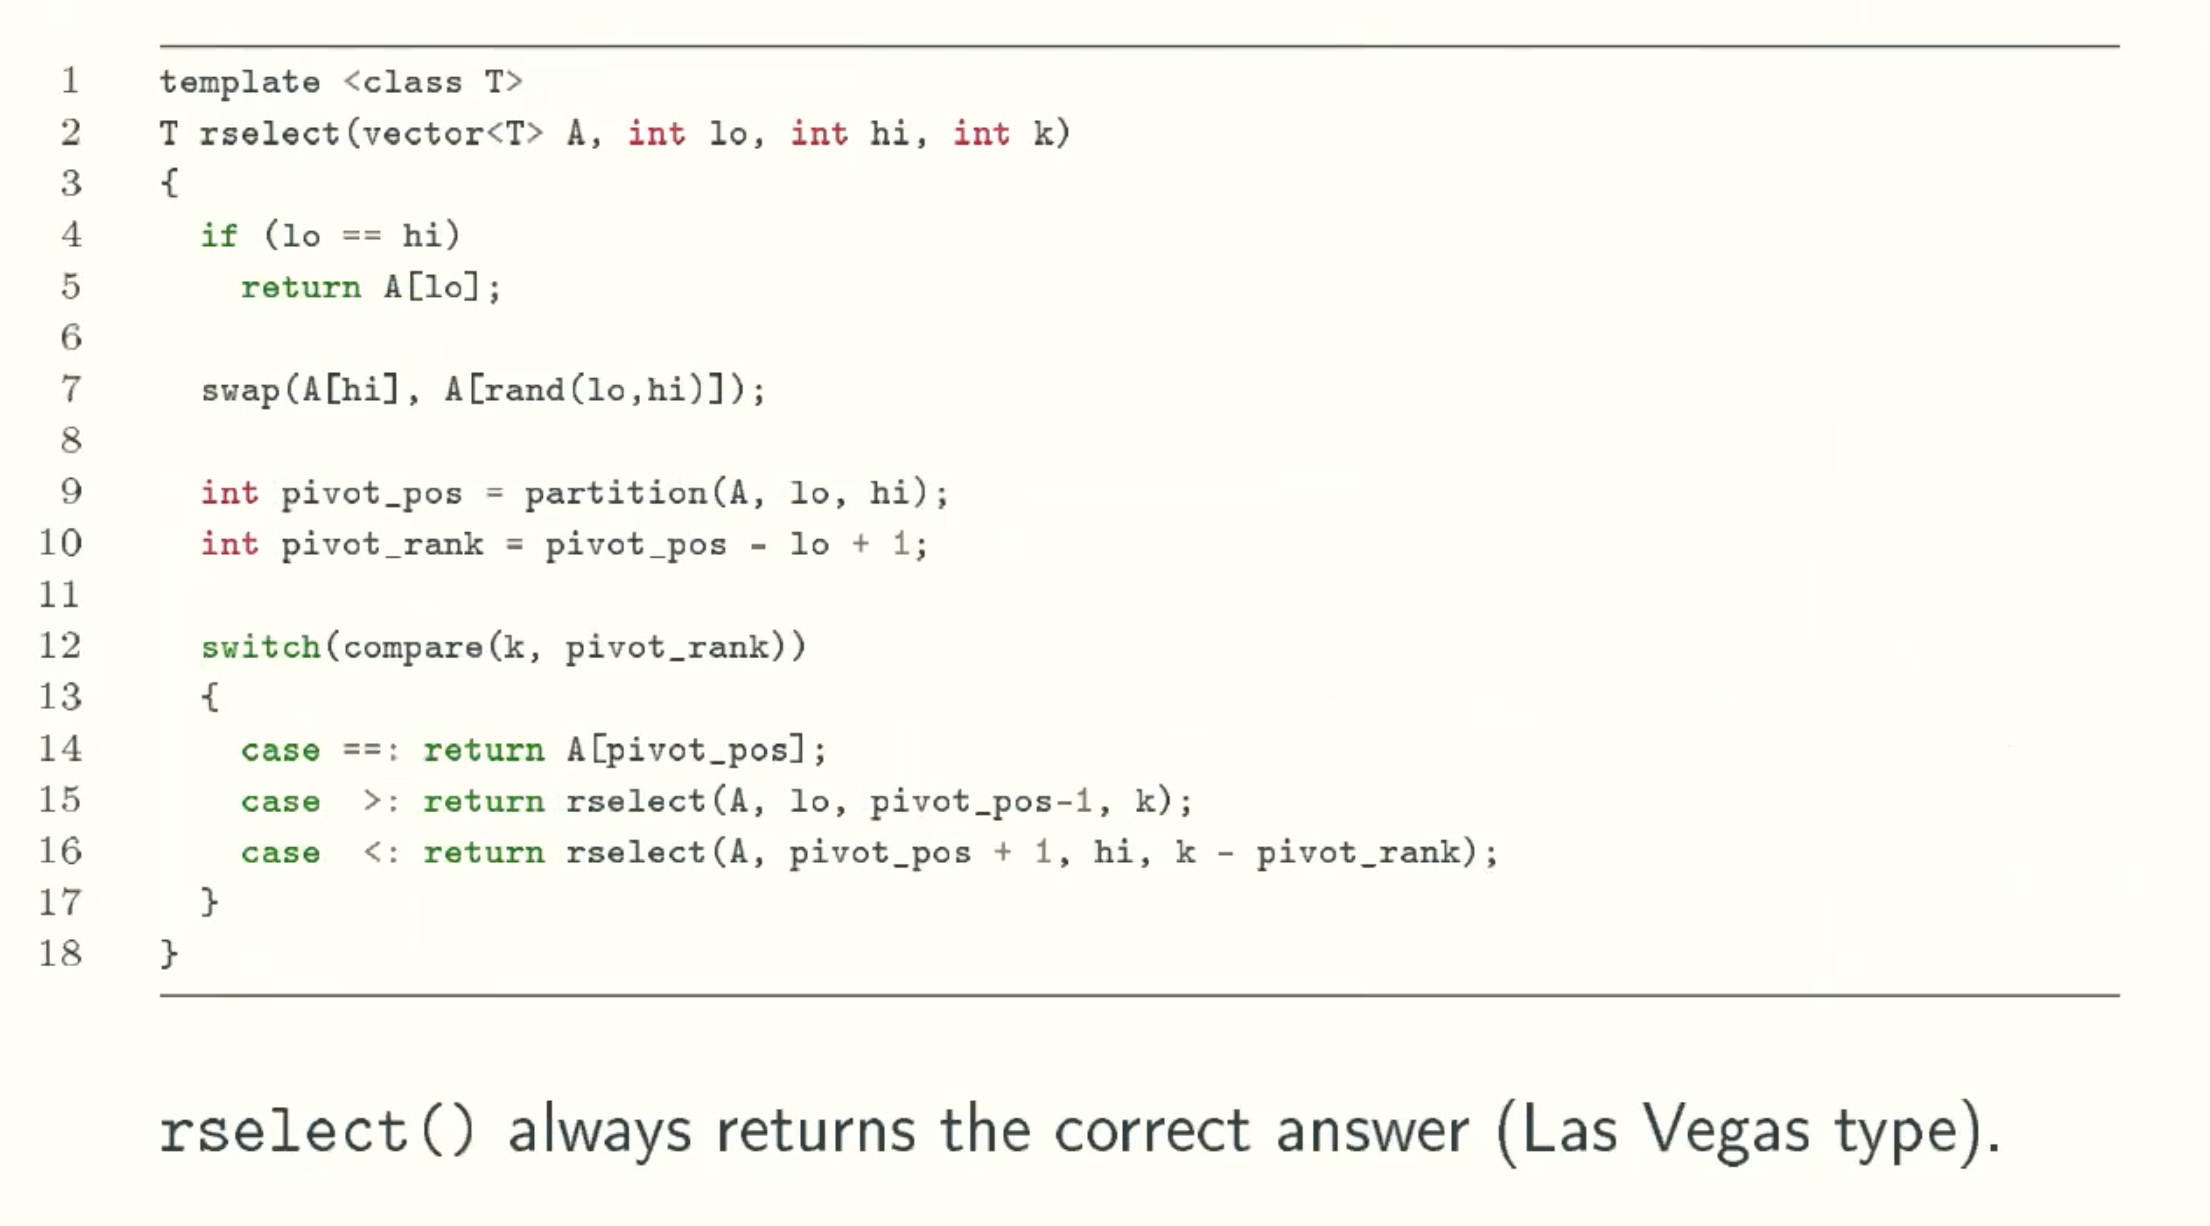 1 template <class T>
2 T rselect(vector<T> A, int lo, int hi, int k)
3 {
4 if (lo == hi)
5 return A[lo];
6
7 swap(A[hi], A[rand(lo,hi)]);
8
9 int pivot_pos = partition(A, lo, hi);
10 int pivot_rank = pivot_pos - lo + 1;
11
12 switch(compare(k, pivot_rank))
13 {
14 case ==: return A[pivot_pos];
15 case >: return rselect(A, lo, pivot_pos-1, k);
16 case <: return rselect(A, pivot_pos + 1, hi, k - pivot_rank);
17 }
18 }
rselect() always returns the correct answer (Las Vegas type).